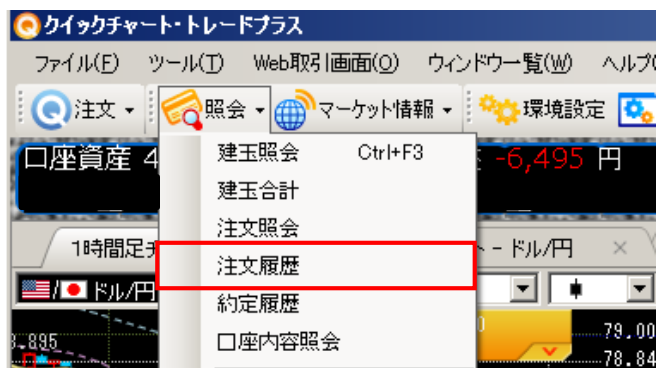 クイックチャート・トレードプラス
ファイル(F) ツール(T) Web取引画面(O) ウィンドウ一覧(W) ヘルプ(
注文 照会 マーケット情報 環境設定
口座資産 4 -6,495 円
建玉照会 Ctrl+F3
建玉合計
注文照会
注文履歴
約定履歴
口座内容照会
1時間足チ - ドル/円
ドル/円
79.00
78.84
3.895